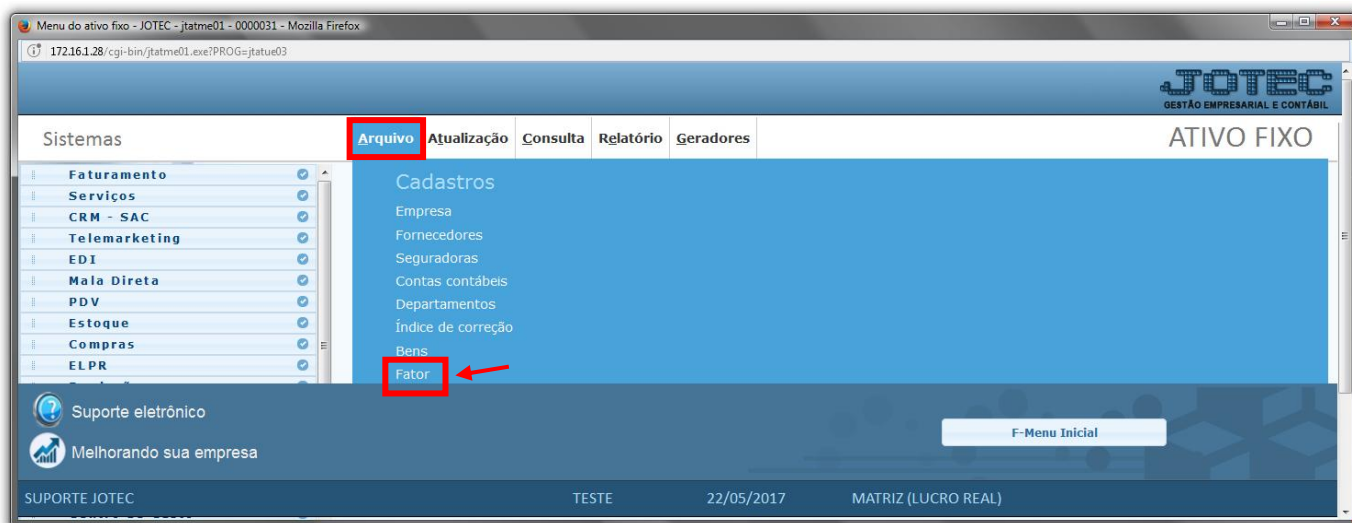 Menu do ativo fixo - JOTEC - jtatme01 - 0000031 - Mozilla Firefox
172.16.1.28/cgi-bin/jtatme01.exe?PROG=jtatue03
JOTEC
GESTÃO EMPRESARIAL E CONTÁBIL
Sistemas
Arquivo Atualização Consulta Relatório Geradores
ATIVO FIXO
Faturamento
Serviços
CRM - SAC
Telemarketing
EDI
Mala Direta
PDV
Estoque
Compras
ELPR
Cadastros
Empresa
Fornecedores
Seguradoras
Contas contábeis
Departamentos
Índice de correção
Bens
Fator
Suporte eletrônico
Melhorando sua empresa
F-Menu Inicial
SUPORTE JOTEC TESTE 22/05/2017 MATRIZ (LUCRO REAL)